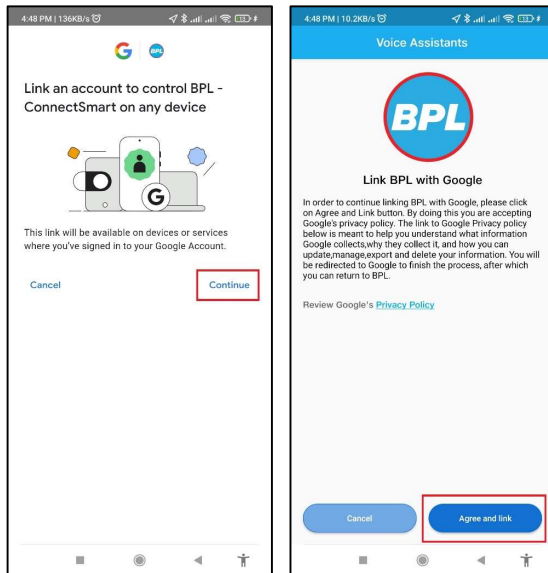 4:48 PM | 136KB/s
G BPL
Link an account to control BPL -
ConnectSmart on any device
G
This link will be available on devices or services
where you've signed in to your Google Account.
Cancel
Continue
4:48 PM | 10.2KB/s
Voice Assistants
BPL
Link BPL with Google
In order to continue linking BPL with Google, please click
on Agree and Link button. By doing this you are accepting
Google's privacy policy. The link to Google Privacy policy
below is meant to help you understand what information
Google collects,why they collect it, and how you can
update,manage,export and delete your information. You will
be redirected to Google to finish the process, after which
you can return to BPL.
Review Google's Privacy Policy
Cancel
Agree and link